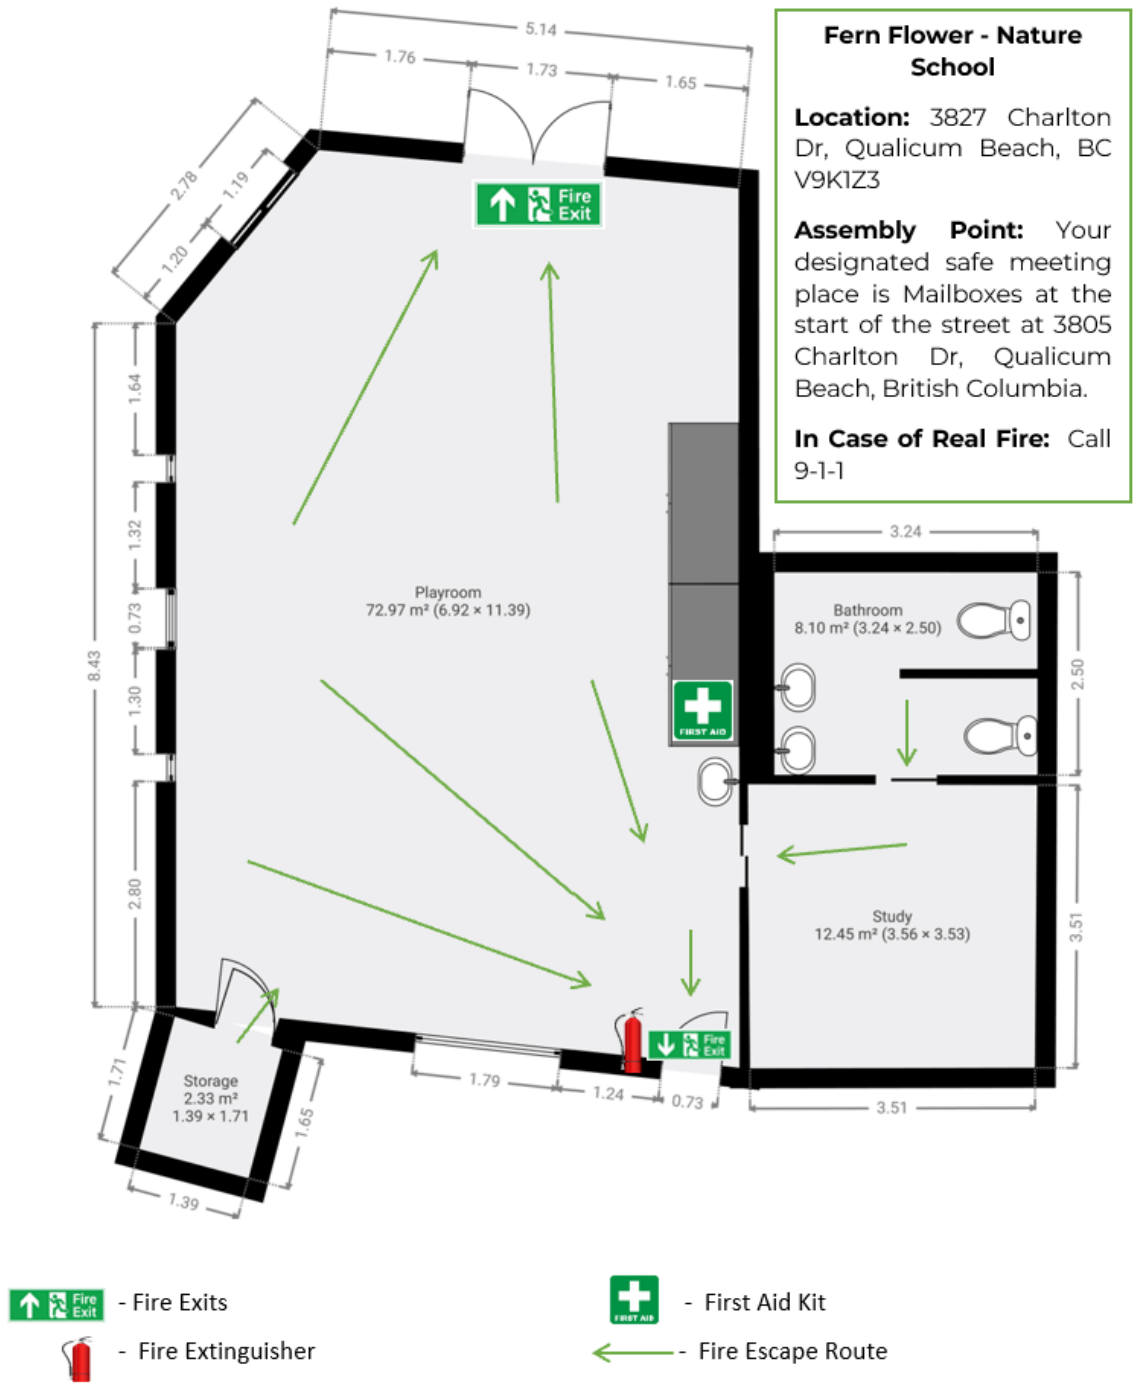 5.14
1.76
1.73
1.65
Fern Flower - Nature
School
Location: 3827 Charlton
Dr, Qualicum Beach, BC
V9K1Z3
Assembly Point: Your
designated safe meeting
place is Mailboxes at the
start of the street at 3805
Charlton Dr, Qualicum
Beach, British Columbia.
In Case of Real Fire: Call
9-1-1
2.78
1.19
1.20
Fire
Exit
1.64
1.32
0.73
8.43
1.30
2.80
Playroom
72.97 m² (6.92 × 11.39)
FIRST AID
3.24
Bathroom
8.10 m² (3.24 × 2.50)
2.50
Study
12.45 m² (3.56 × 3.53)
3.51
3.51
Fire
Exit
1.79
1.24
0.73
1.71
Storage
2.33 m²
1.39 × 1.71
1.65
1.39
Fire
Exit
- Fire Exits
FIRST AID
- First Aid Kit
- Fire Extinguisher
- Fire Escape Route